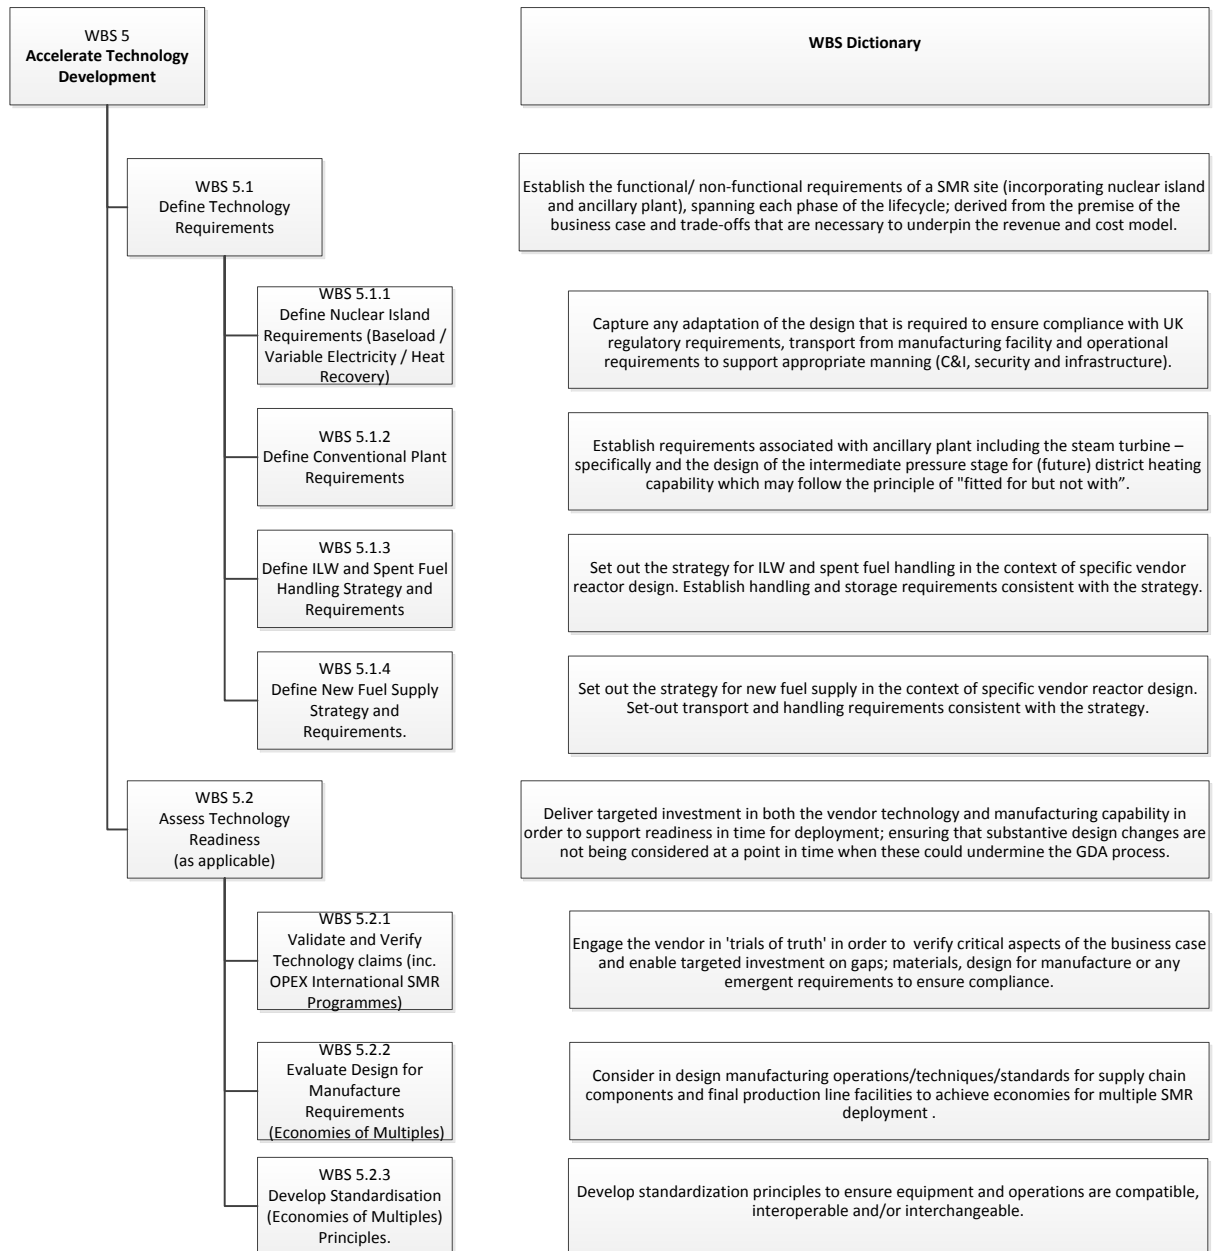 WBS 5
Accelerate Technology
Development
WBS Dictionary
WBS 5.1
Define Technology
Requirements
Establish the functional/ non-functional requirements of a SMR site (incorporating nuclear island
and ancillary plant), spanning each phase of the lifecycle; derived from the premise of the
business case and trade-offs that are necessary to underpin the revenue and cost model.
WBS 5.1.1
Define Nuclear Island
Requirements (Baseload /
Variable Electricity / Heat
Recovery)
Capture any adaptation of the design that is required to ensure compliance with UK
regulatory requirements, transport from manufacturing facility and operational
requirements to support appropriate manning (C&I, security and infrastructure).
WBS 5.1.2
Define Conventional Plant
Requirements
Establish requirements associated with ancillary plant including the steam turbine –
specifically and the design of the intermediate pressure stage for (future) district heating
capability which may follow the principle of "fitted for but not with”.
WBS 5.1.3
Define ILW and Spent Fuel
Handling Strategy and
Requirements
Set out the strategy for ILW and spent fuel handling in the context of specific vendor
reactor design. Establish handling and storage requirements consistent with the strategy.
WBS 5.1.4
Define New Fuel Supply
Strategy and
Requirements.
Set out the strategy for new fuel supply in the context of specific vendor reactor design.
Set-out transport and handling requirements consistent with the strategy.
WBS 5.2
Assess Technology
Readiness
(as applicable)
Deliver targeted investment in both the vendor technology and manufacturing capability in
order to support readiness in time for deployment; ensuring that substantive design changes are
not being considered at a point in time when these could undermine the GDA process.
WBS 5.2.1
Validate and Verify
Technology claims (inc.
OPEX International SMR
Programmes)
Engage the vendor in 'trials of truth' in order to verify critical aspects of the business case
and enable targeted investment on gaps; materials, design for manufacture or any
emergent requirements to ensure compliance.
WBS 5.2.2
Evaluate Design for
Manufacture
Requirements
(Economies of Multiples)
Consider in design manufacturing operations/techniques/standards for supply chain
components and final production line facilities to achieve economies for multiple SMR
deployment .
WBS 5.2.3
Develop Standardisation
(Economies of Multiples)
Principles.
Develop standardization principles to ensure equipment and operations are compatible,
interoperable and/or interchangeable.